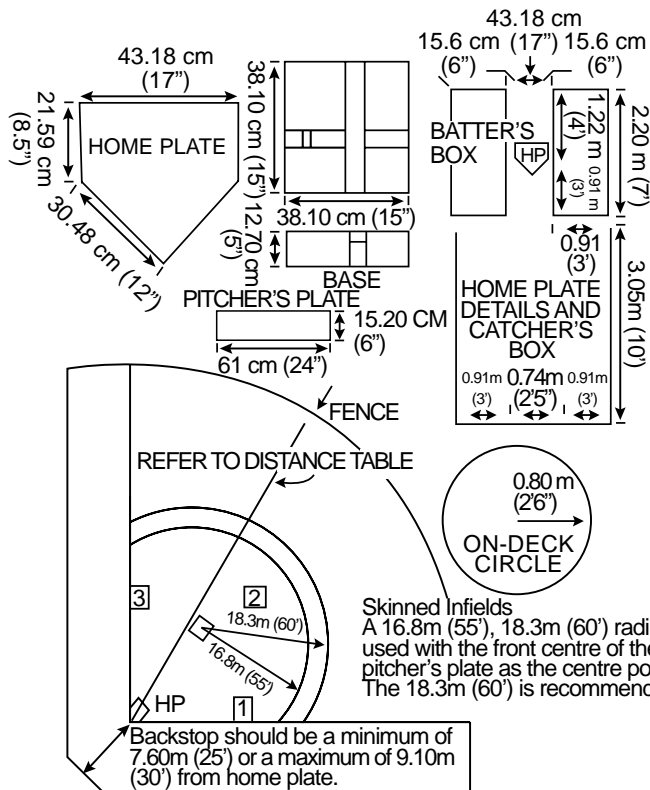 43.18 cm
(17”)
21.59 cm
(8.5”)
HOME PLATE
30.48 cm (12”)
38.10 cm (15”)
38.10 cm (15”)
12.70 cm
(5”)
BASE
43.18 cm
15.6 cm (17”) 15.6 cm
(6”) (6”)
BATTER’S
BOX
HP
1.22 m
(4’)
0.91 m
(3’)
2.20 m (7’)
0.91
(3’)
HOME PLATE
DETAILS AND
CATCHER’S
BOX
3.05m (10’)
0.91m 0.74m 0.91m
(3’) (2’5”) (3’)
PITCHER’S PLATE
15.20 CM
(6”)
61 cm (24”)
FENCE
REFER TO DISTANCE TABLE
0.80 m
(2’6”)
ON-DECK
CIRCLE
3
2
18.3m (60’)
16.8m (55’)
HP
1
Skinned Infields
A 16.8m (55’), 18.3m (60’) radi
used with the front centre of the
pitcher’s plate as the centre po
The 18.3m (60’) is recommen
Backstop should be a minimum of
7.60m (25’) or a maximum of 9.10m
(30’) from home plate.